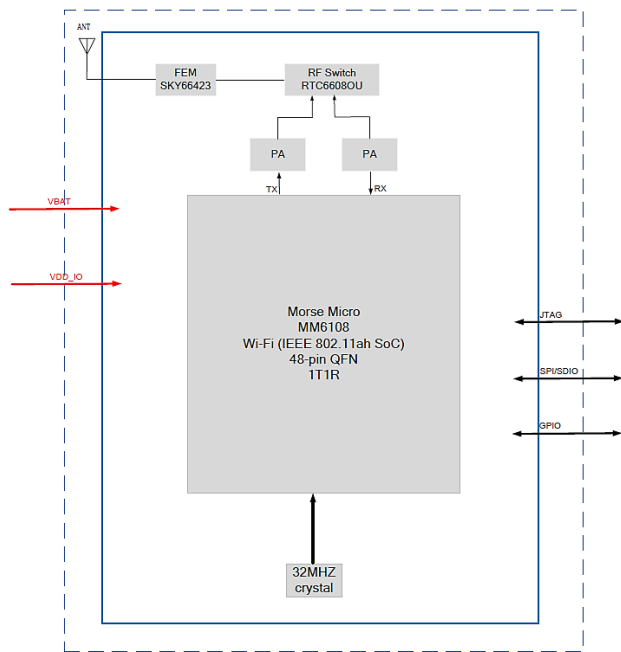 ANT
FEM
SKY66423
RF Switch
RTC6608OU
PA
PA
TX
RX
VBAT
VDD_IO
Morse Micro
MM6108
Wi-Fi (IEEE 802.11ah SoC)
48-pin QFN
1T1R
JTAG
SPI/SDIO
GPIO
32MHZ
crystal